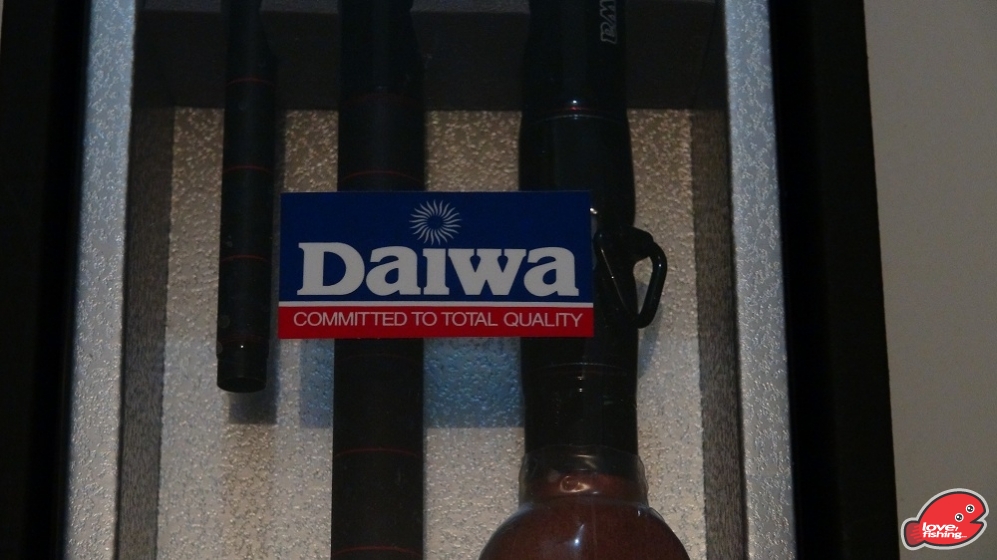 Daiwa
COMMITTED TO TOTAL QUALITY
love,
fishing